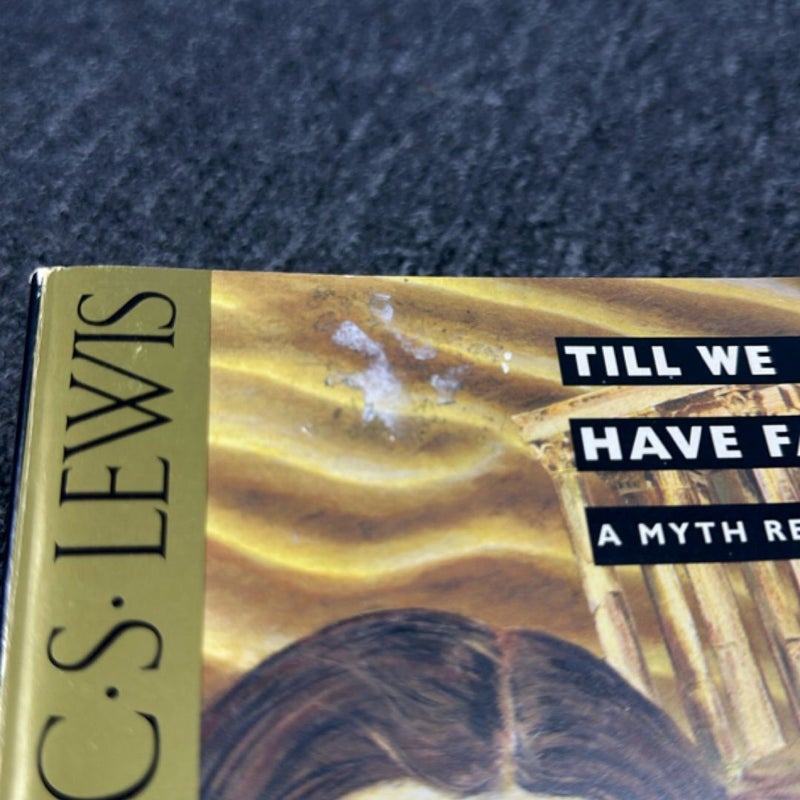 C·S·LEWIS
TILL WE
HAVE FA
A MYTH RE